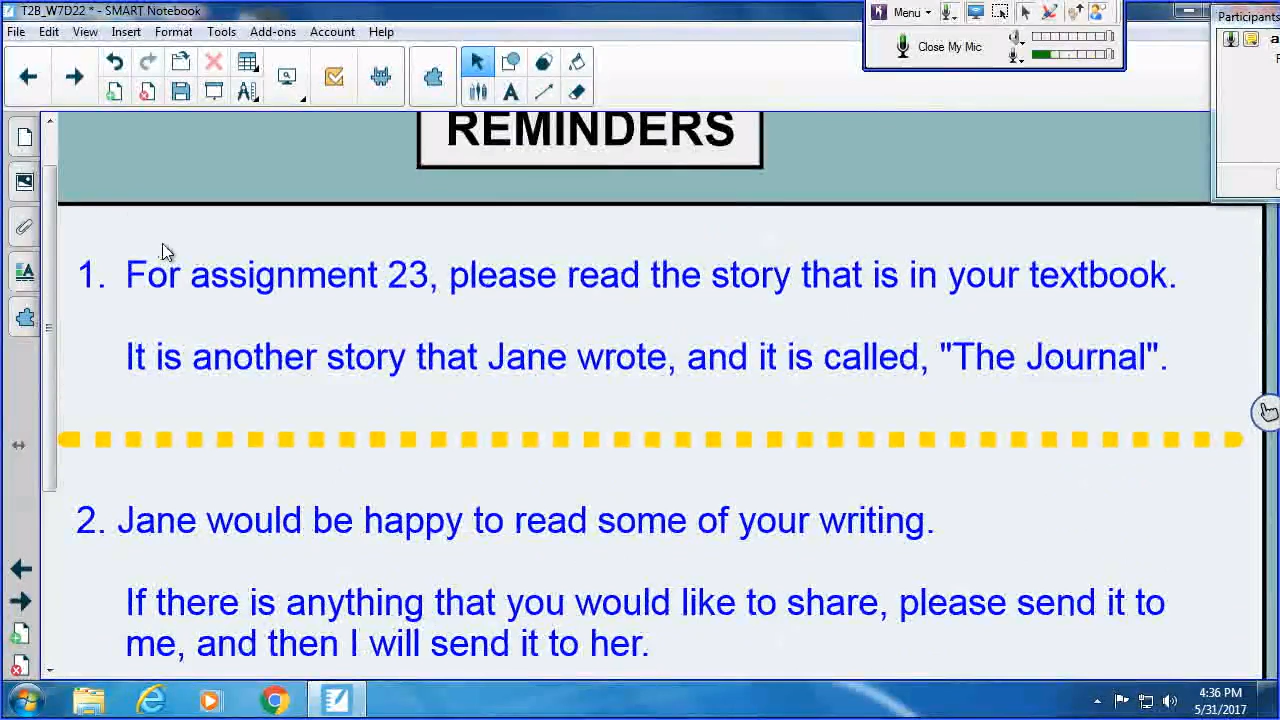 T2B_W7D22 * - SMART Notebook
Menu
Participants
File Edit View Insert Format Tools Add-ons Account Help
Close My Mic
REMINDERS
1. For assignment 23, please read the story that is in your textbook.
It is another story that Jane wrote, and it is called, "The Journal".
2. Jane would be happy to read some of your writing.
If there is anything that you would like to share, please send it to
me, and then I will send it to her.
4:36 PM
5/31/2017